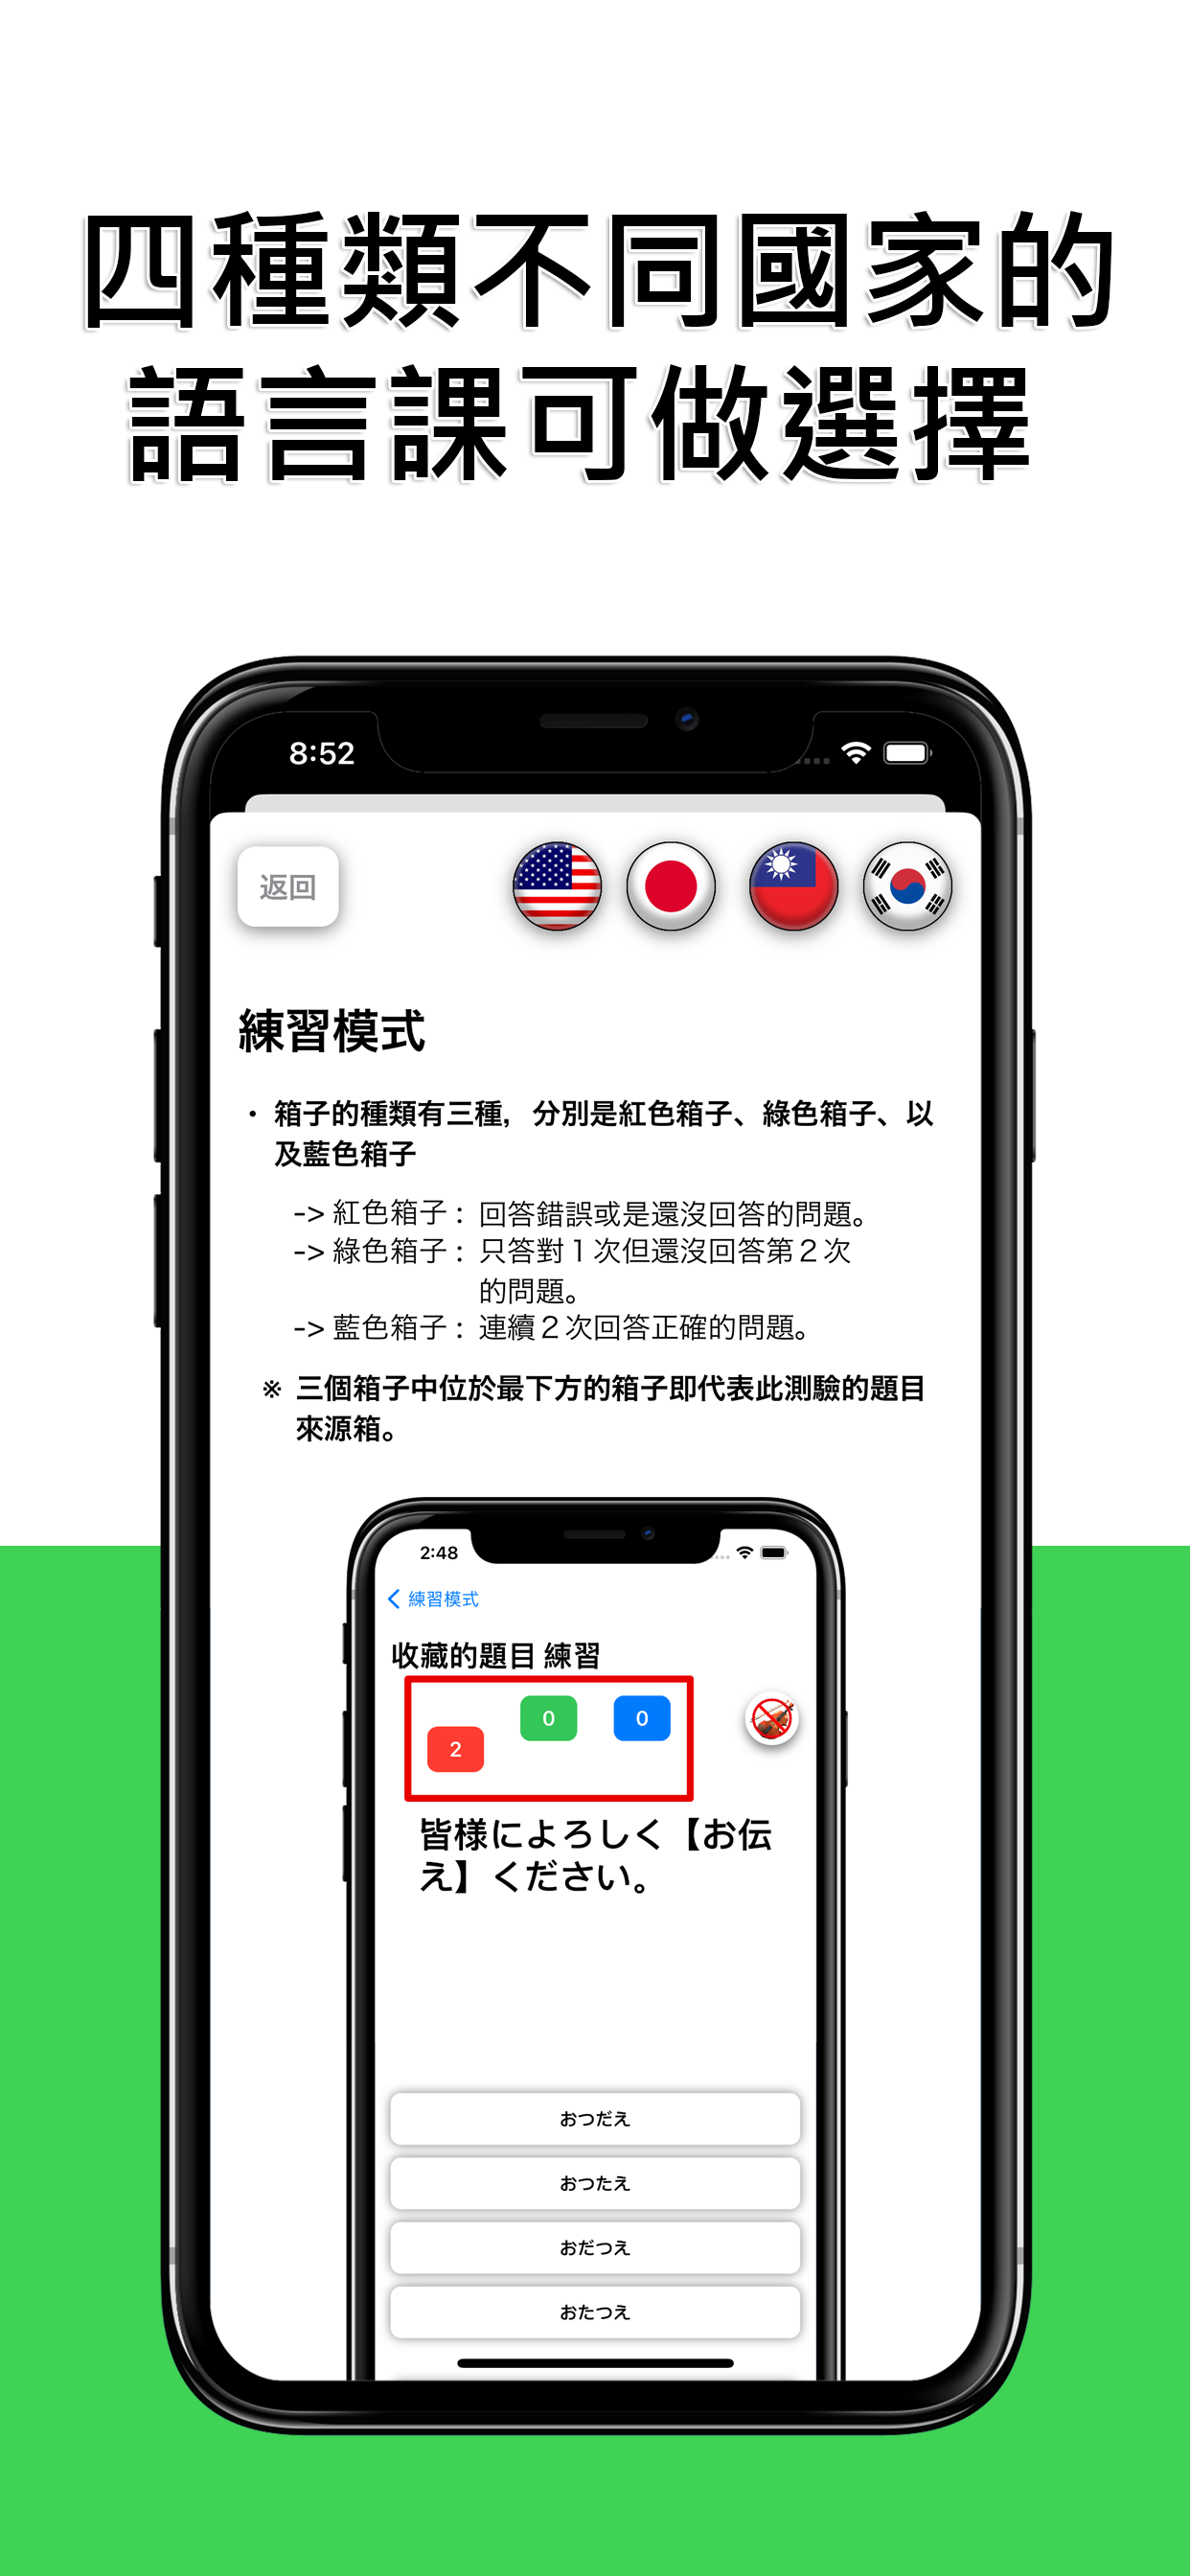 四種類不同國家的
語言課可做選擇
8:52
返回
練習模式
・ 箱子的種類有三種，分別是紅色箱子、綠色箱子、以
及藍色箱子
-> 紅色箱子： 回答錯誤或是還沒回答的問題。
-> 綠色箱子： 只答對１次但還沒回答第２次
的問題。
-> 藍色箱子： 連續２次回答正確的問題。
※ 三個箱子中位於最下方的箱子即代表此測驗的題目
來源箱。
2:48
練習模式
收藏的題目 練習
2 0 0
皆様によろしく【お伝
え】ください。
おつだえ
おつたえ
おだつえ
おたつえ